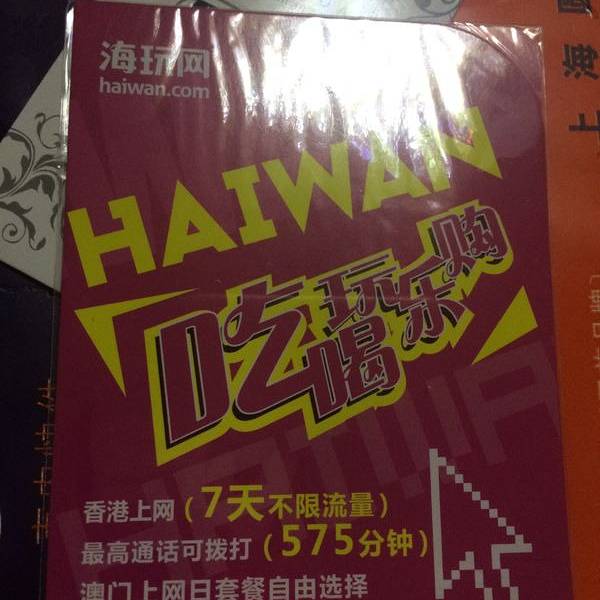 海玩网
haiwan.com
HAIWAN
吃喝玩乐购
香港上网（7天不限流量）
最高通话可拨打（575分钟）
澳门上网日套餐自由选择
上海